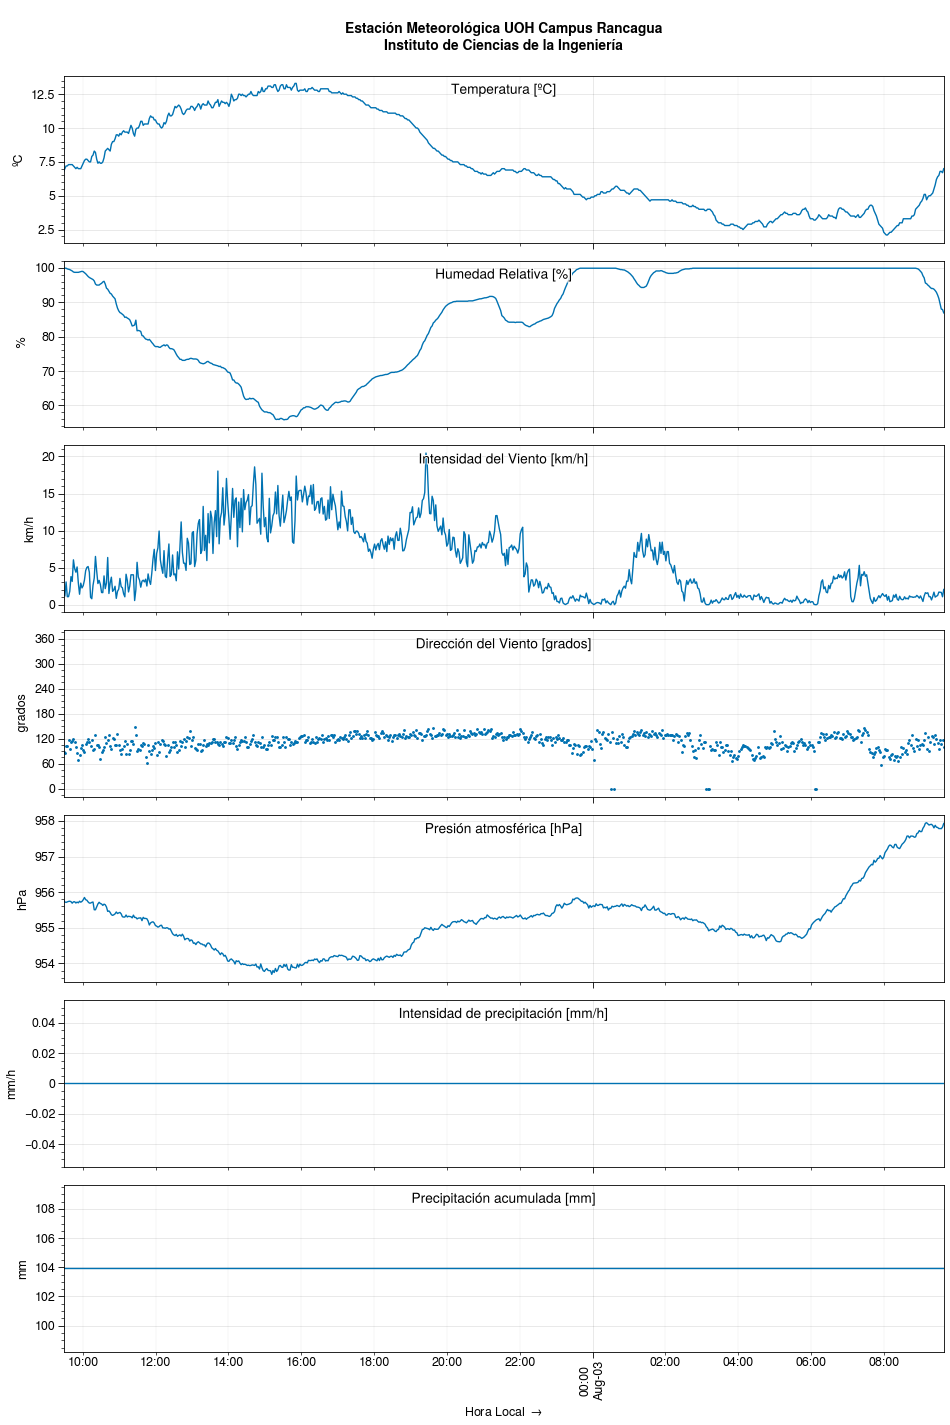 Estación Meteorológica UOH Campus Rancagua
Instituto de Ciencias de la Ingeniería
Temperatura [ºC]
ºC
12.5
10
7.5
5
2.5
Humedad Relativa [%]
%
100
90
80
70
60
Intensidad del Viento [km/h]
km/h
20
15
10
5
0
Dirección del Viento [grados]
grados
360
300
240
180
120
60
0
Presión atmosférica [hPa]
hPa
958
957
956
955
954
Intensidad de precipitación [mm/h]
mm/h
0.04
0.02
0
−0.02
−0.04
Precipitación acumulada [mm]
mm
108
106
104
102
100
10:00 12:00 14:00 16:00 18:00 20:00 22:00 00:00 02:00 04:00 06:00 08:00
Aug-03
Hora Local →